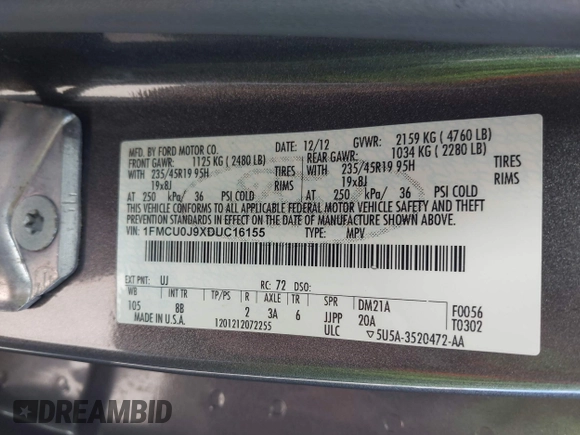 MFD. BY FORD MOTOR CO. DATE: 12/12 GVWR: 2159 KG ( 4760 LB)
FRONT GAWR: 1125 KG ( 2480 LB) REAR GAWR: 1034 KG ( 2280 LB)
WITH 235/45R19 95H TIRES WITH 235/45R19 95H TIRES
19x8J RIMS 19x8J RIMS
AT 250 kPa/ 36 PSI COLD AT 250 kPa/ 36 PSI COLD
THIS VEHICLE CONFORMS TO ALL APPLICABLE FEDERAL MOTOR VEHICLE SAFETY AND THEFT
PREVENTION STANDARDS IN EFFECT ON THE DATE OF MANUFACTURE SHOWN ABOVE.
VIN: 1FMCU0J9XDUC16155 TYPE: MPV
EXT PNT: UJ RC: 72 DSO:
WB INT TR TP/PS R AXLE TR SPR DM21A F0056
105 8B 2 3A 6 JJPP 20A T0302
MADE IN U.S.A. 1201212072255 ULC ▽5U5A-3520472-AA
DREAMBID